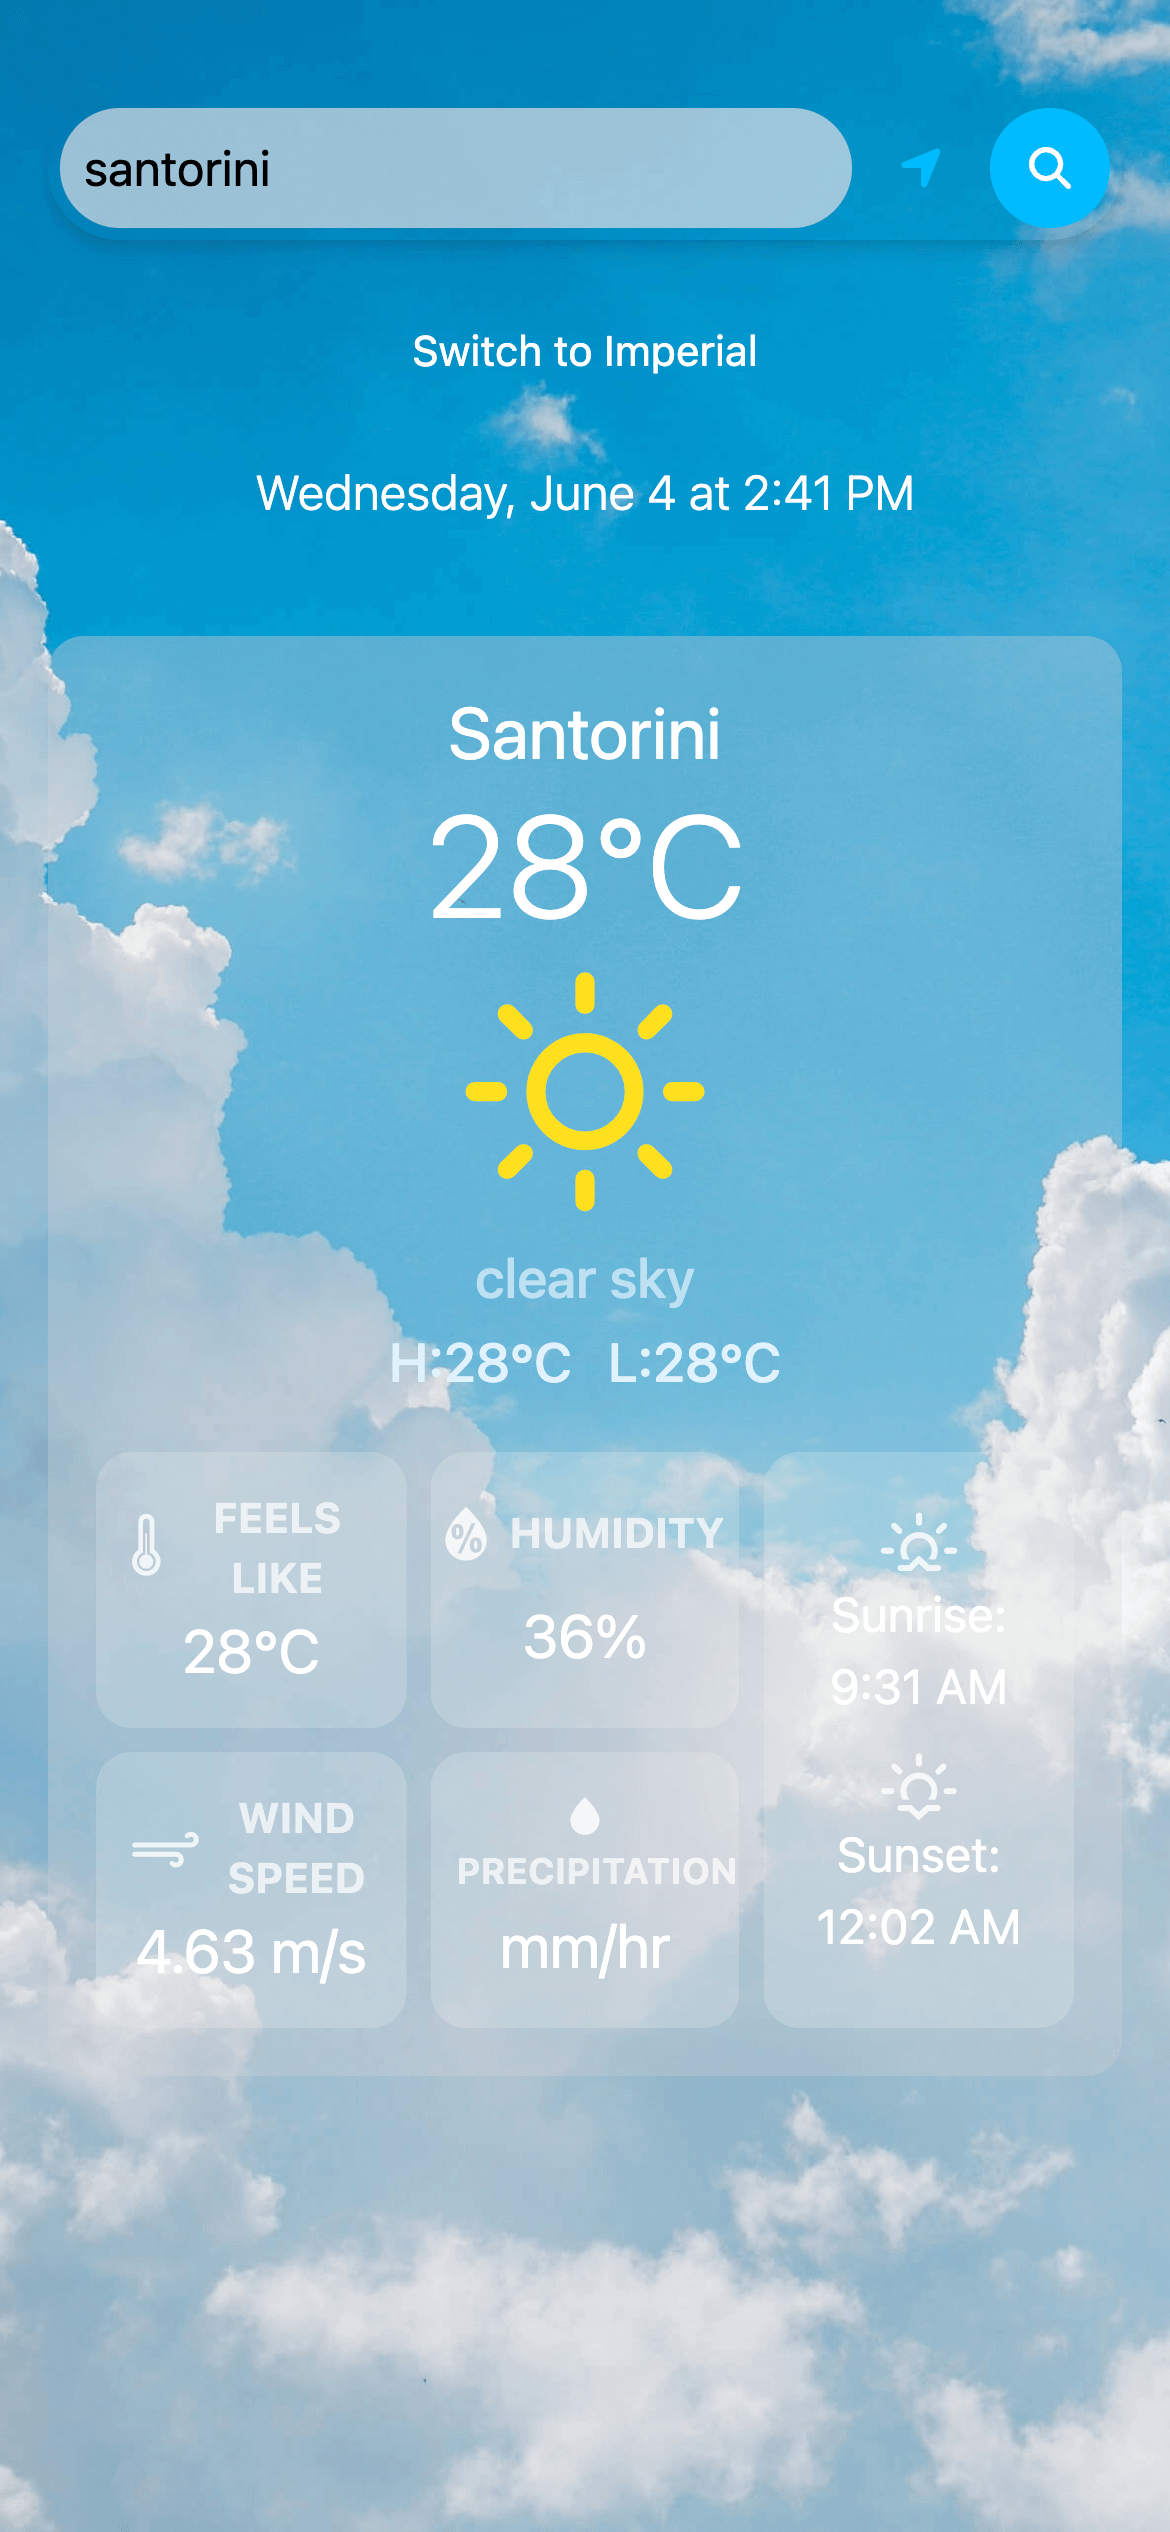 santorini
Switch to Imperial
Wednesday, June 4 at 2:41 PM
Santorini
28°C
clear sky
H:28°C L:28°C
FEELS
LIKE
28°C
% HUMIDITY
36%
WIND
SPEED
4.63 m/s
PRECIPITATION
mm/hr
Sunrise:
9:31 AM
Sunset:
12:02 AM